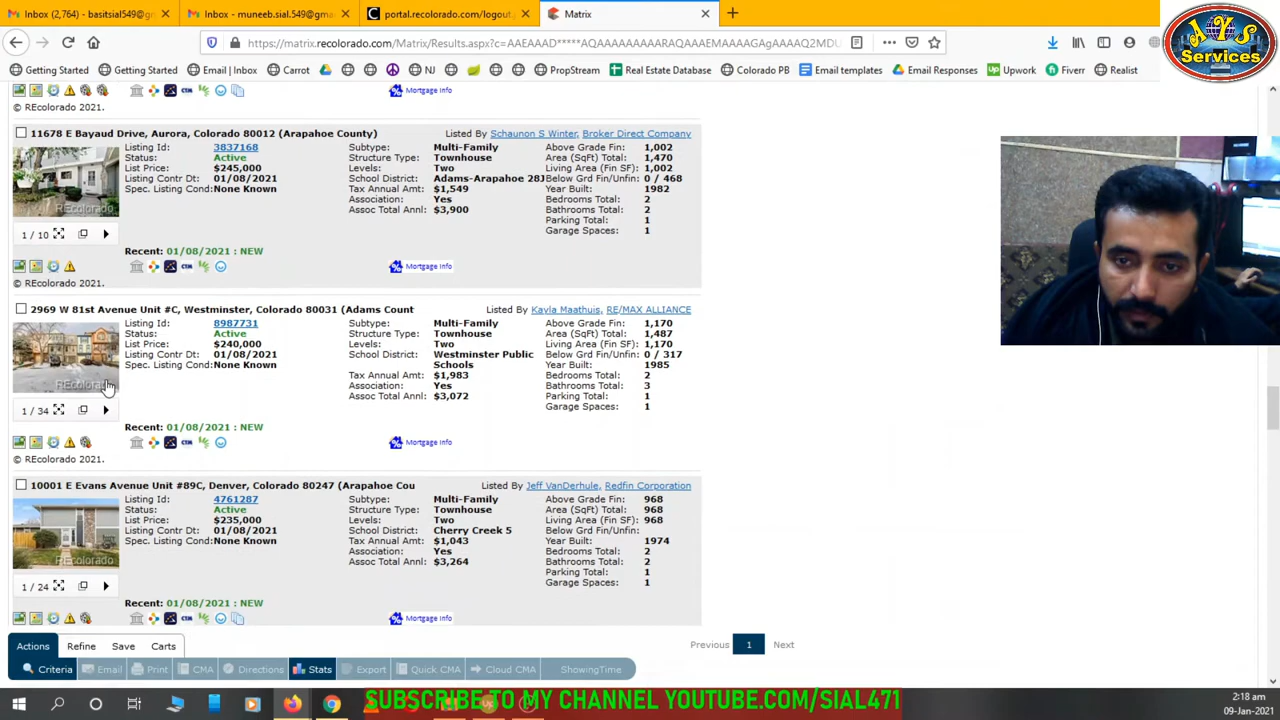 Inbox (2,764) - basitsial549@g
Inbox - muneeb.sial.549@gma
portal.recolorado.com/logout
Matrix
https://matrix.recolorado.com/Matrix/Results.aspx?c=AAEAAAD*****AQAAAAAAAAARAQAAAEMAAAAGAgAAAAQ2MDU
Getting Started
Getting Started
Email | Inbox
Carrot
NJ
PropStream
Real Estate Database
Colorado PB
Email templates
Email Responses
Upwork
Fiverr
Realist
AYS
Services
Mortgage Info
© REcolorado 2021.
11678 E Bayaud Drive, Aurora, Colorado 80012 (Arapahoe County) Listed By Schaunon S Winter, Broker Direct Company
Listing Id: 3837168 Subtype: Multi-Family Above Grade Fin: 1,002
Status: Active Structure Type: Townhouse Area (SqFt) Total: 1,470
List Price: $245,000 Levels: Two Living Area (Fin SF): 1,002
Listing Contr Dt: 01/08/2021 School District: Adams-Arapahoe 28J Below Grd Fin/Unfin: 0 / 468
Spec. Listing Cond: None Known Tax Annual Amt: $1,549 Year Built: 1982
Association: Yes Bedrooms Total: 2
Assoc Total Annl: $3,900 Bathrooms Total: 2
Parking Total: 1
Garage Spaces: 1
REcolorado
1 / 10
Recent: 01/08/2021 : NEW
Mortgage Info
© REcolorado 2021.
2969 W 81st Avenue Unit #C, Westminster, Colorado 80031 (Adams Count Listed By Kayla Maathuis, RE/MAX ALLIANCE
Listing Id: 8987731 Subtype: Multi-Family Above Grade Fin: 1,170
Status: Active Structure Type: Townhouse Area (SqFt) Total: 1,487
List Price: $240,000 Levels: Two Living Area (Fin SF): 1,170
Listing Contr Dt: 01/08/2021 School District: Westminster Public Schools Below Grd Fin/Unfin: 0 / 317
Spec. Listing Cond: None Known Year Built: 1985
Tax Annual Amt: $1,983 Bedrooms Total: 2
Association: Yes Bathrooms Total: 3
Assoc Total Annl: $3,072 Parking Total: 1
Garage Spaces: 1
REcolorado
1 / 34
Recent: 01/08/2021 : NEW
Mortgage Info
© REcolorado 2021.
10001 E Evans Avenue Unit #89C, Denver, Colorado 80247 (Arapahoe Cou Listed By Jeff VanDerhule, Redfin Corporation
Listing Id: 4761287 Subtype: Multi-Family Above Grade Fin: 968
Status: Active Structure Type: Townhouse Area (SqFt) Total: 968
List Price: $235,000 Levels: Two Living Area (Fin SF): 968
Listing Contr Dt: 01/08/2021 School District: Cherry Creek 5 Below Grd Fin/Unfin:
Spec. Listing Cond: None Known Tax Annual Amt: $1,043 Year Built: 1974
Association: Yes Bedrooms Total: 2
Assoc Total Annl: $3,264 Bathrooms Total: 2
Parking Total: 1
Garage Spaces: 1
REcolorado
1 / 24
Recent: 01/08/2021 : NEW
Mortgage Info
Actions Refine Save Carts
Previous 1 Next
Criteria Email Print CMA Directions Stats Export Quick CMA Cloud CMA ShowingTime
SUBSCRIBE TO MY CHANNEL YOUTUBE.COM/SIAL471
2:18 am
09-Jan-2021